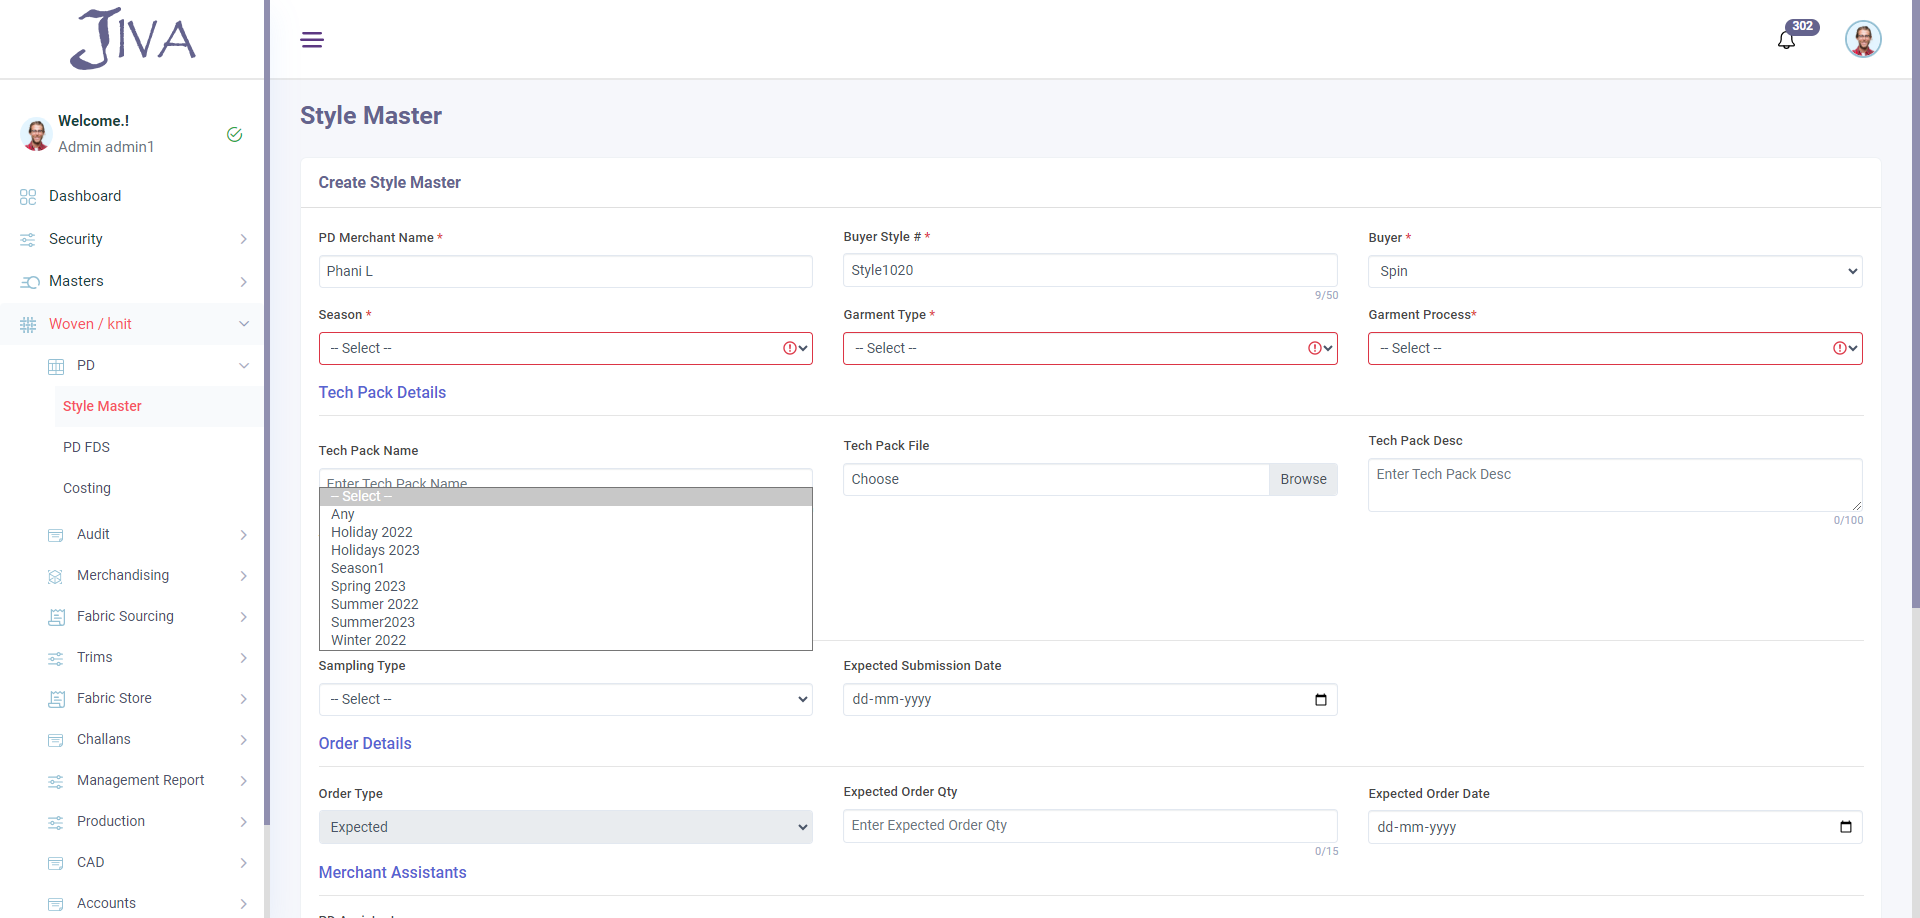 JIVA
302
Welcome.!
Admin admin1
Dashboard
Security
Masters
Woven / knit
PD
Style Master
PD FDS
Costing
Audit
Merchandising
Fabric Sourcing
Trims
Fabric Store
Challans
Management Report
Production
CAD
Accounts
Style Master
Create Style Master
PD Merchant Name *
Buyer Style # *
Buyer *
Phani L
Style1020
Spin
9/50
Season *
Garment Type *
Garment Process*
-- Select --
-- Select --
-- Select --
Tech Pack Details
Tech Pack Name
Tech Pack File
Tech Pack Desc
Enter Tech Pack Name
Choose
Browse
Enter Tech Pack Desc
0/100
-- Select --
Any
Holiday 2022
Holidays 2023
Season1
Spring 2023
Summer 2022
Summer2023
Winter 2022
Sampling Type
Expected Submission Date
-- Select --
dd-mm-yyyy
Order Details
Order Type
Expected Order Qty
Expected Order Date
Expected
Enter Expected Order Qty
dd-mm-yyyy
0/15
Merchant Assistants